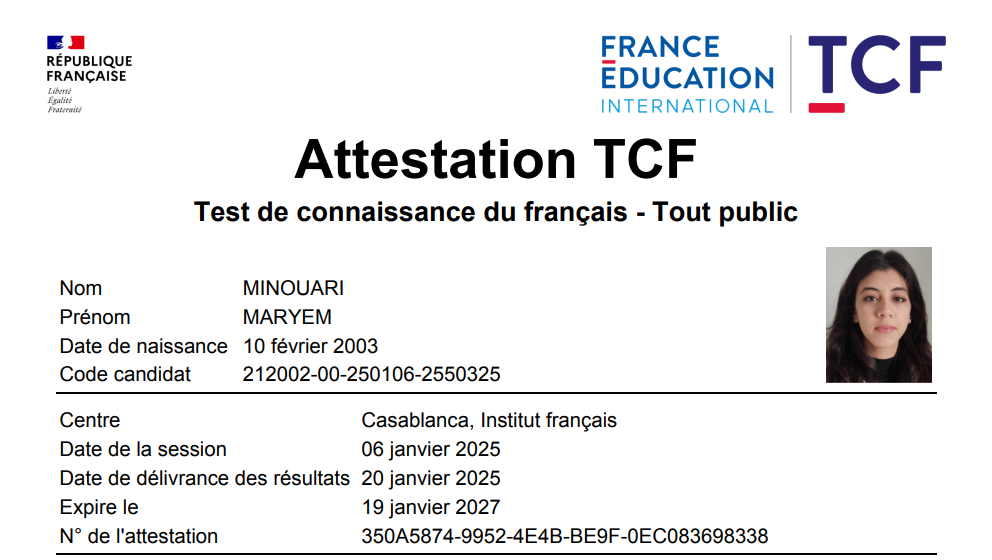 RÉPUBLIQUE
FRANÇAISE
Liberté
Égalité
Fraternité
FRANCE
EDUCATION
INTERNATIONAL
TCF
Attestation TCF
Test de connaissance du français - Tout public
Nom MINOUARI
Prénom MARYEM
Date de naissance 10 février 2003
Code candidat 212002-00-250106-2550325
Centre Casablanca, Institut français
Date de la session 06 janvier 2025
Date de délivrance des résultats 20 janvier 2025
Expire le 19 janvier 2027
N° de l'attestation 350A5874-9952-4E4B-BE9F-0EC083698338